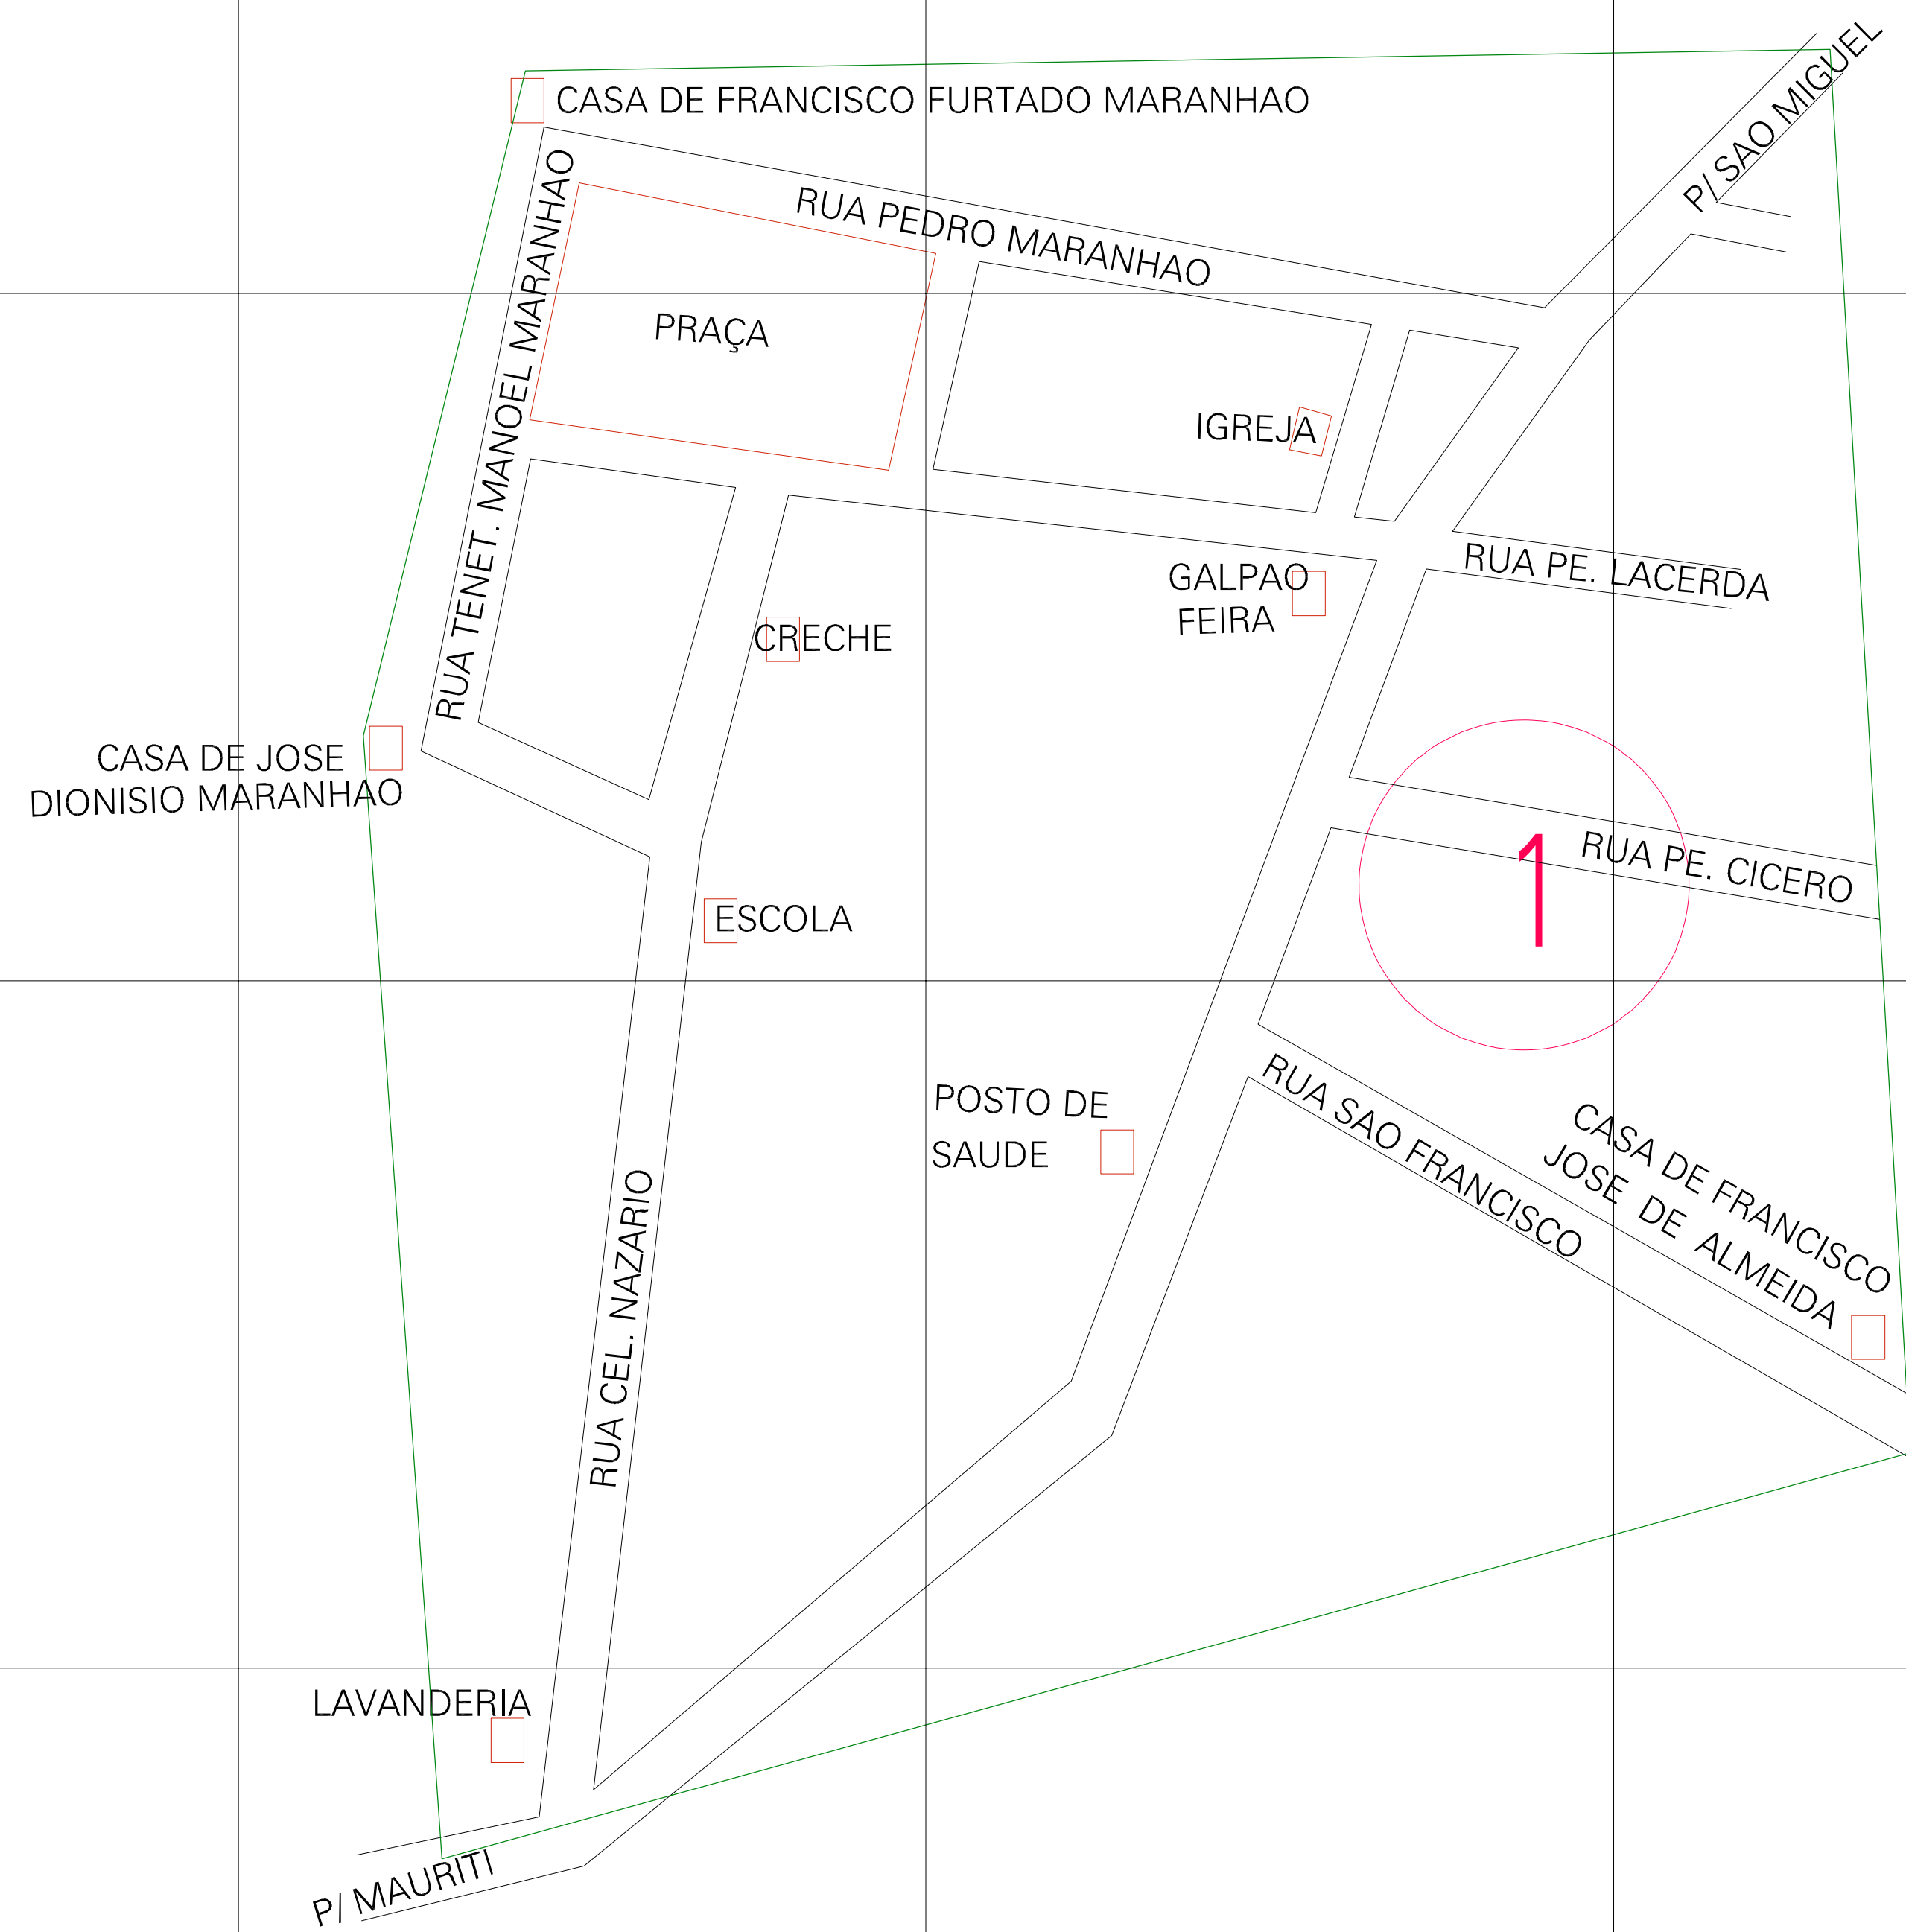 P/ SAO MIGUEL
CASA DE FRANCISCO FURTADO MARANHAO
RUA PEDRO MARANHAO
RUA TENET. MANOEL MARANHAO
PRAÇA
IGREJA
RUA PE. LACERDA
GALPAO
FEIRA
CRECHE
CASA DE JOSE
DIONISIO MARANHAO
1
RUA PE. CICERO
ESCOLA
RUA SAO FRANCISCO
POSTO DE
SAUDE
CASA DE FRANCISCO
JOSE DE ALMEIDA
RUA CEL. NAZARIO
LAVANDERIA
P/ MAURITI